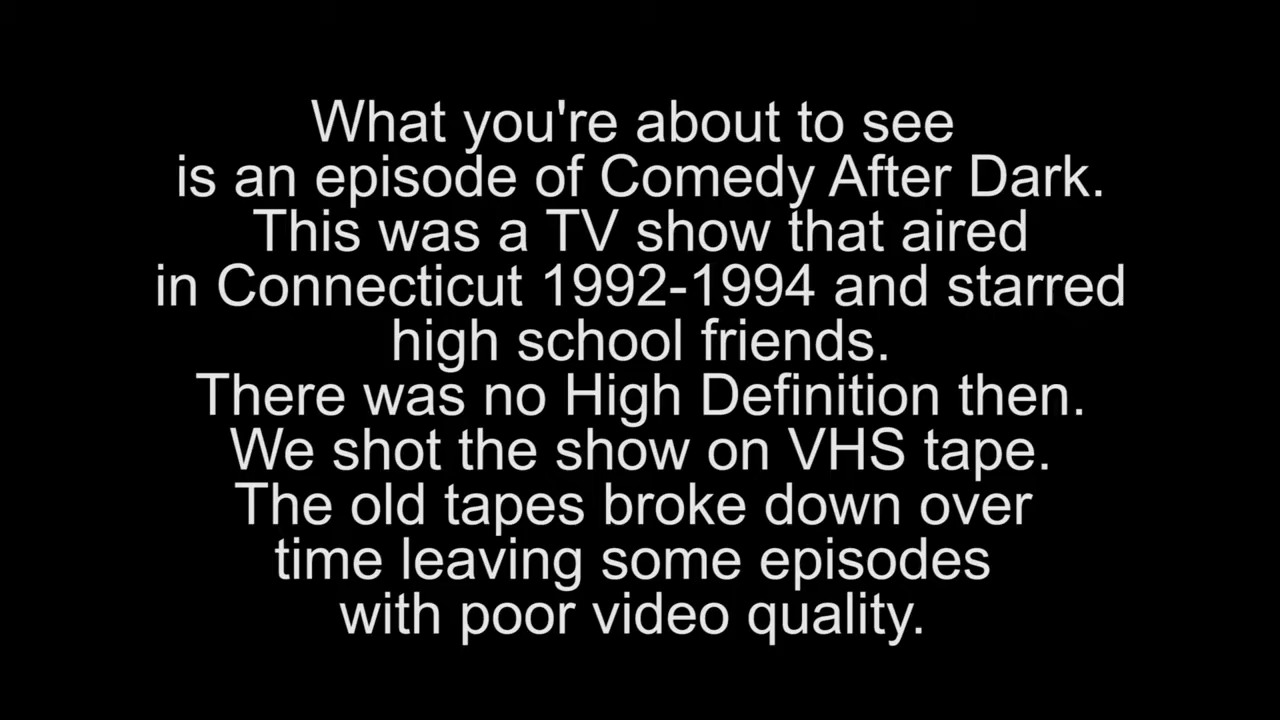 What you're about to see
is an episode of Comedy After Dark.
This was a TV show that aired
in Connecticut 1992-1994 and starred
high school friends.
There was no High Definition then.
We shot the show on VHS tape.
The old tapes broke down over
time leaving some episodes
with poor video quality.